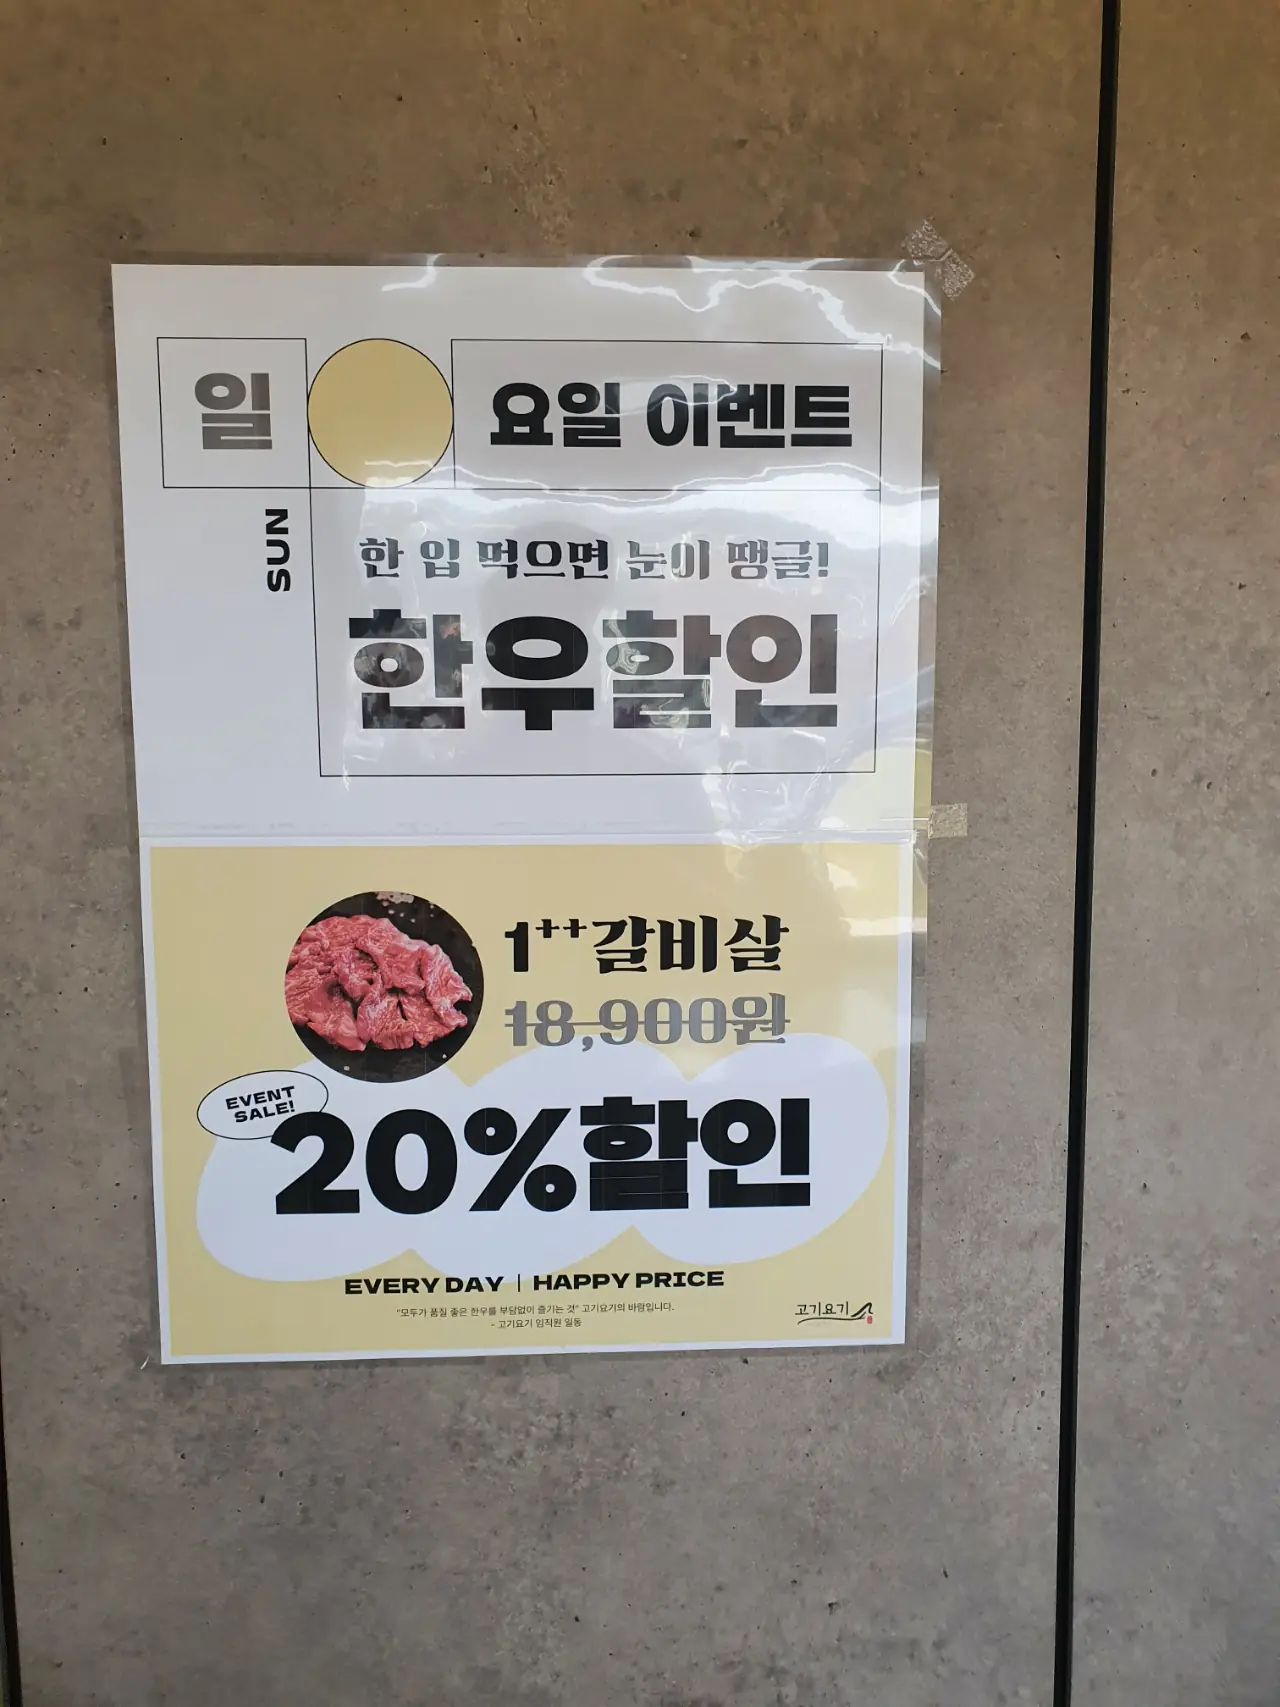 일 요일 이벤트
SUN
한 입 먹으면 눈이 땡글!
한우할인
1++갈비살
18,900원
EVENT
SALE!
20%할인
EVERY DAY | HAPPY PRICE
"모두가 품질 좋은 한우를 부담없이 즐기는 것" 고기요기의 바람입니다.
- 고기요기 임직원 일동
고기요기